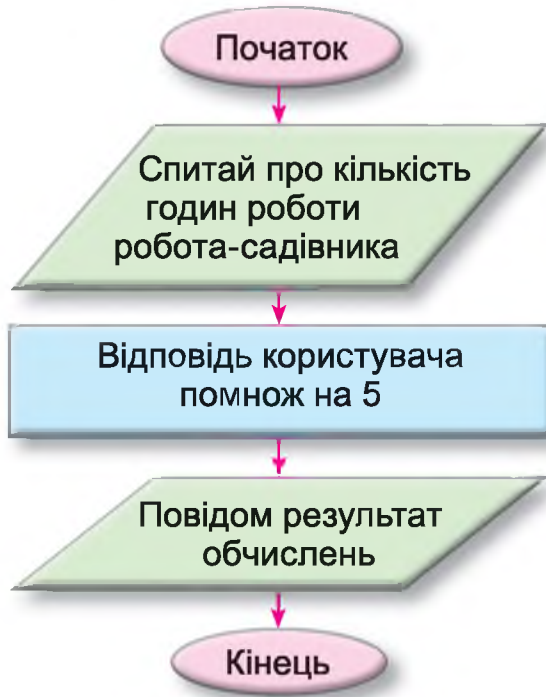 Початок
Спитай про кількість
годин роботи
робота-садівника
Відповідь користувача
помнож на 5
Повідом результат
обчислень
Кінець